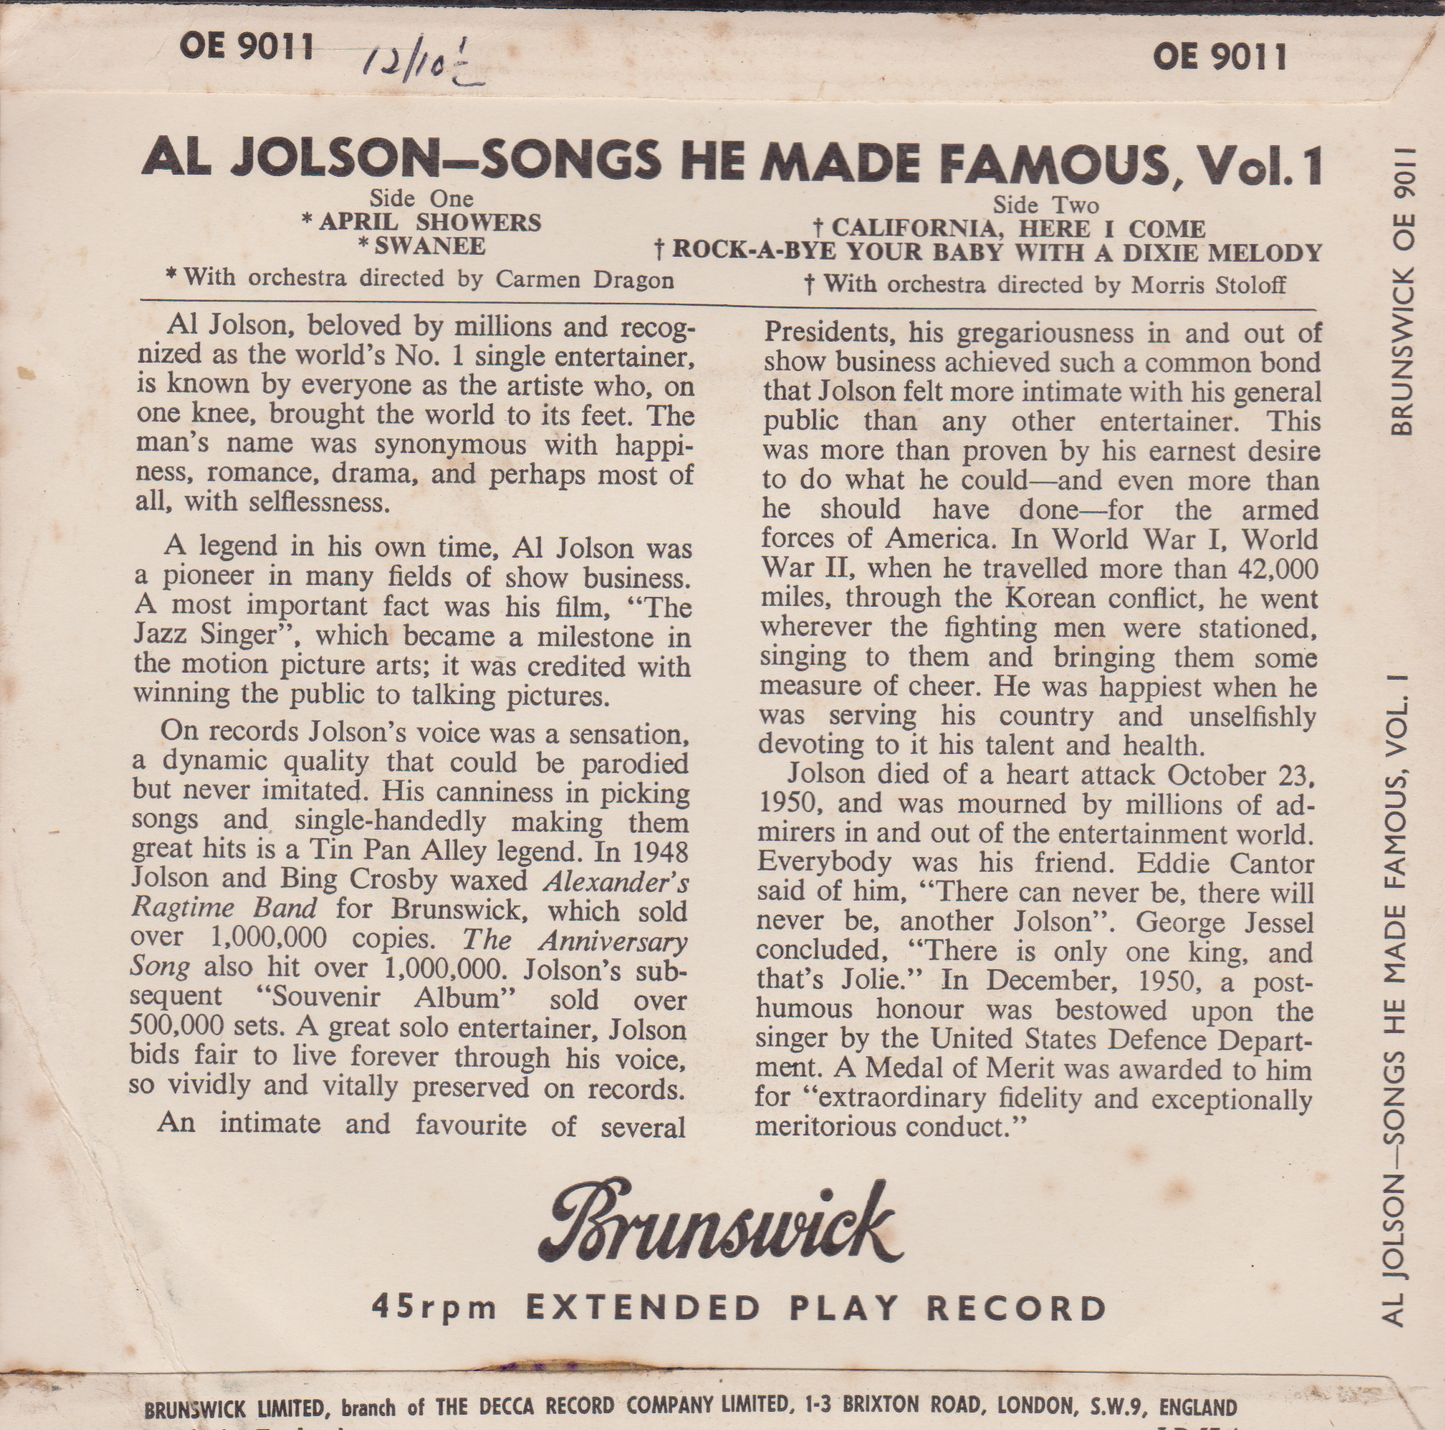 OE 9011
12/10½
OE 9011
AL JOLSON—SONGS HE MADE FAMOUS, Vol. 1
Side One
* APRIL SHOWERS
* SWANEE
* With orchestra directed by Carmen Dragon
Side Two
† CALIFORNIA, HERE I COME
† ROCK-A-BYE YOUR BABY WITH A DIXIE MELODY
† With orchestra directed by Morris Stoloff
Al Jolson, beloved by millions and recog-
nized as the world's No. 1 single entertainer,
is known by everyone as the artiste who, on
one knee, brought the world to its feet. The
man's name was synonymous with happi-
ness, romance, drama, and perhaps most of
all, with selflessness.
A legend in his own time, Al Jolson was
a pioneer in many fields of show business.
A most important fact was his film, "The
Jazz Singer", which became a milestone in
the motion picture arts; it was credited with
winning the public to talking pictures.
On records Jolson's voice was a sensation,
a dynamic quality that could be parodied
but never imitated. His canniness in picking
songs and single-handedly making them
great hits is a Tin Pan Alley legend. In 1948
Jolson and Bing Crosby waxed Alexander's
Ragtime Band for Brunswick, which sold
over 1,000,000 copies. The Anniversary
Song also hit over 1,000,000. Jolson's sub-
sequent "Souvenir Album" sold over
500,000 sets. A great solo entertainer, Jolson
bids fair to live forever through his voice,
so vividly and vitally preserved on records.
An intimate and favourite of several
Presidents, his gregariousness in and out of
show business achieved such a common bond
that Jolson felt more intimate with his general
public than any other entertainer. This
was more than proven by his earnest desire
to do what he could—and even more than
he should have done—for the armed
forces of America. In World War I, World
War II, when he travelled more than 42,000
miles, through the Korean conflict, he went
wherever the fighting men were stationed,
singing to them and bringing them some
measure of cheer. He was happiest when he
was serving his country and unselfishly
devoting to it his talent and health.
Jolson died of a heart attack October 23,
1950, and was mourned by millions of ad-
mirers in and out of the entertainment world.
Everybody was his friend. Eddie Cantor
said of him, "There can never be, there will
never be, another Jolson". George Jessel
concluded, "There is only one king, and
that's Jolie." In December, 1950, a post-
humous honour was bestowed upon the
singer by the United States Defence Depart-
ment. A Medal of Merit was awarded to him
for "extraordinary fidelity and exceptionally
meritorious conduct."
Brunswick
45rpm EXTENDED PLAY RECORD
BRUNSWICK LIMITED, branch of THE DECCA RECORD COMPANY LIMITED, 1-3 BRIXTON ROAD, LONDON, S.W.9, ENGLAND
AL JOLSON—SONGS HE MADE FAMOUS, VOL. 1
BRUNSWICK OE 9011